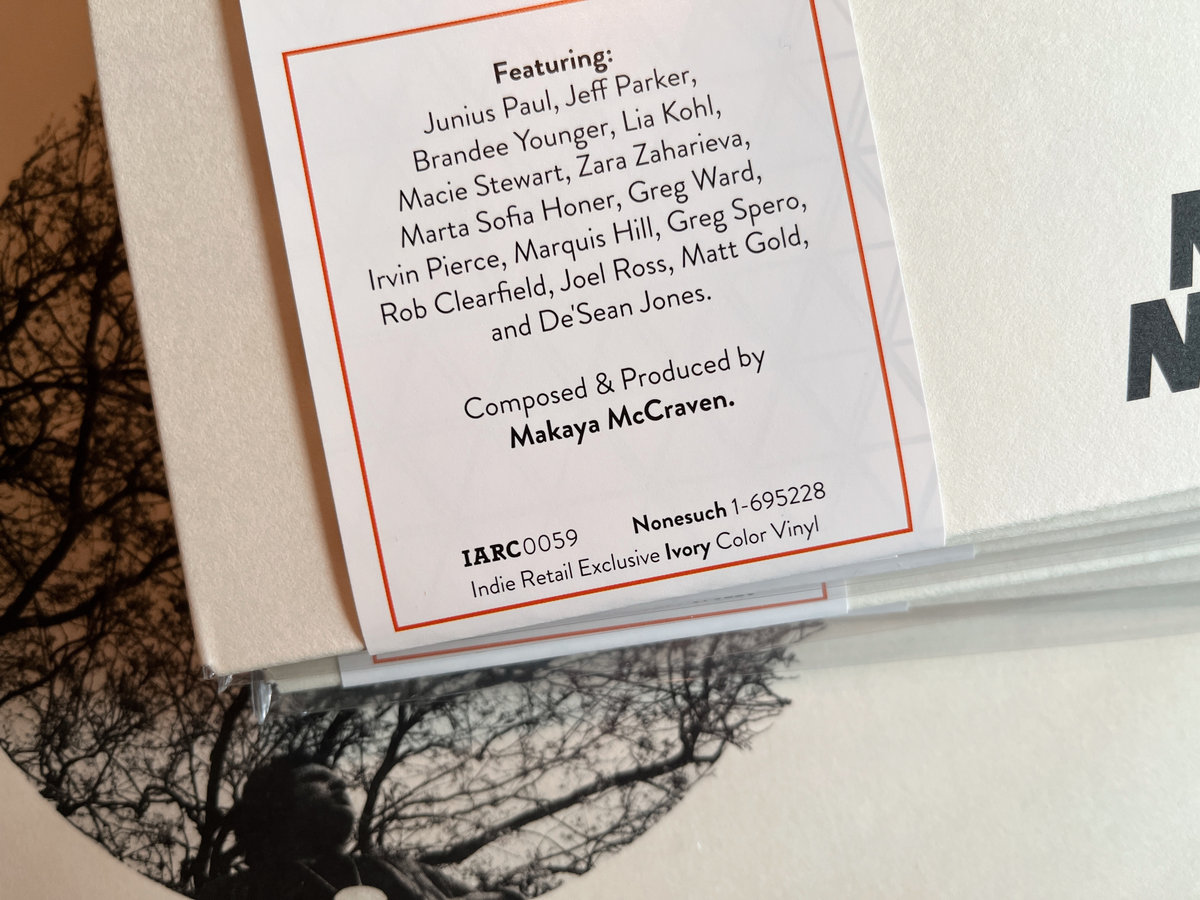 Featuring:
Junius Paul, Jeff Parker,
Brandee Younger, Lia Kohl,
Macie Stewart, Zara Zaharieva,
Marta Sofia Honer, Greg Ward,
Irvin Pierce, Marquis Hill, Greg Spero,
Rob Clearfield, Joel Ross, Matt Gold,
and De'Sean Jones.
Composed & Produced by
Makaya McCraven.
IARC0059 Nonesuch 1-695228
Indie Retail Exclusive Ivory Color Vinyl